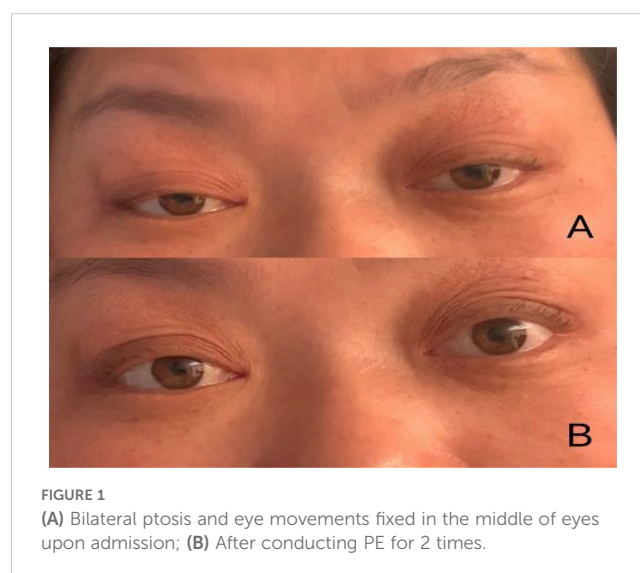 A
B
FIGURE 1
(A) Bilateral ptosis and eye movements fixed in the middle of eyes
upon admission; (B) After conducting PE for 2 times.